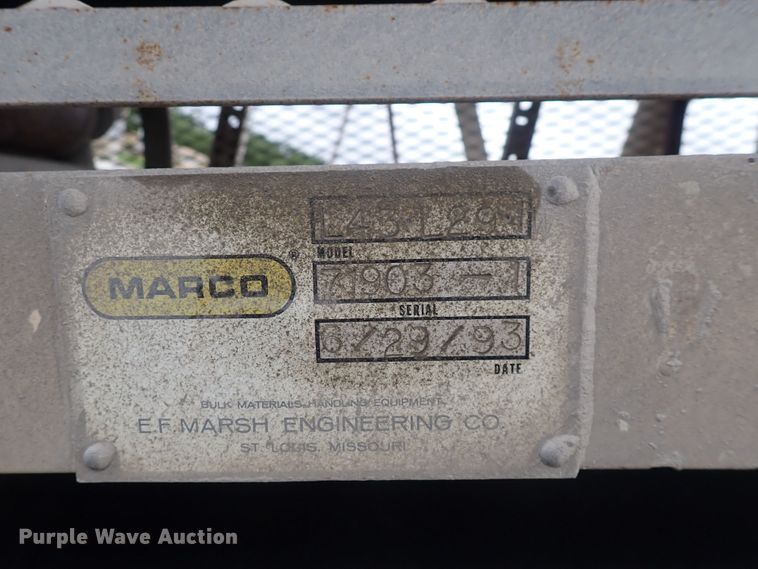 L43L29-1
MODEL
MARCO ®
71903-1
SERIAL
6/29/93
DATE
BULK MATERIALS HANDLING EQUIPMENT
E.F. MARSH ENGINEERING CO.
ST. LOUIS, MISSOURI
Purple Wave Auction